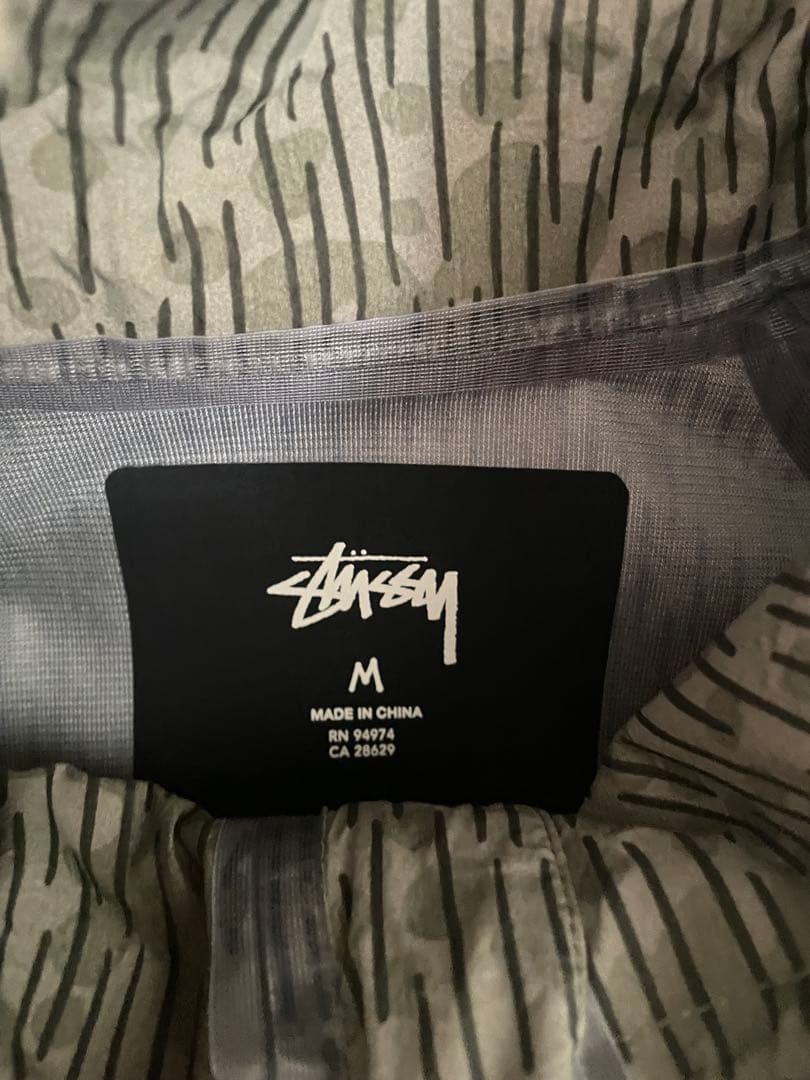 Stüssy
M
MADE IN CHINA
RN 94974
CA 28629